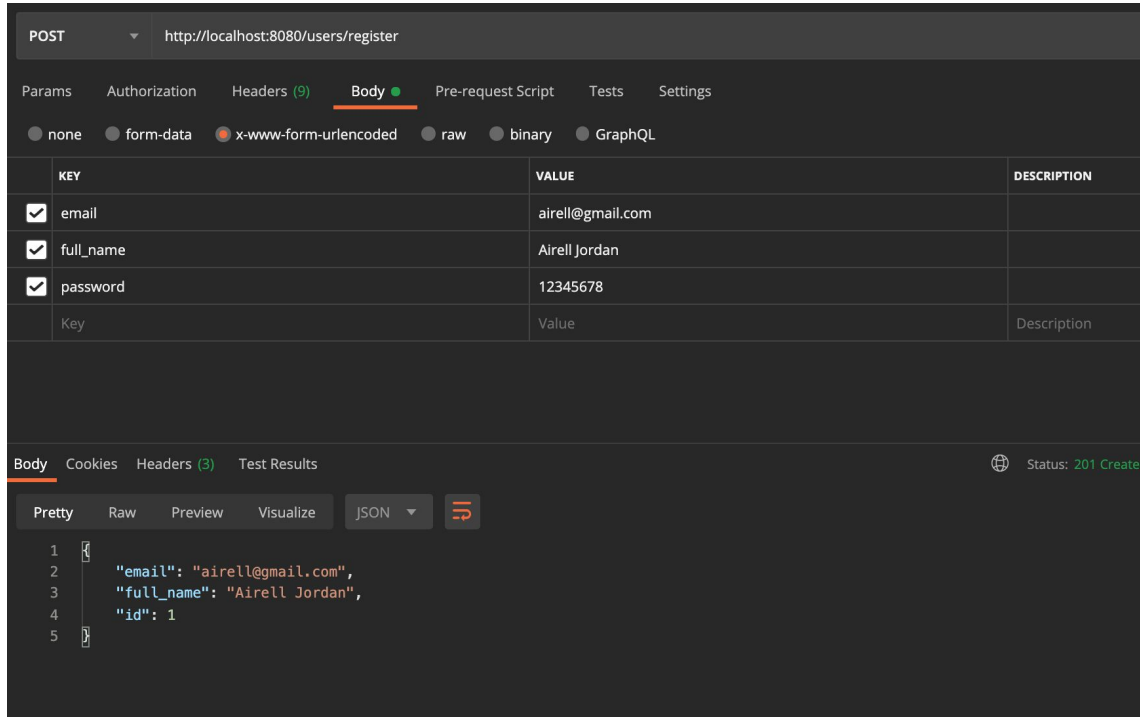 POST http://localhost:8080/users/register
Params Authorization Headers (9) Body Pre-request Script Tests Settings
none form-data x-www-form-urlencoded raw binary GraphQL
KEY VALUE DESCRIPTION
email airell@gmail.com
full_name Airell Jordan
password 12345678
Key Value Description
Body Cookies Headers (3) Test Results Status: 201 Create
Pretty Raw Preview Visualize JSON
1 {
2 "email": "airell@gmail.com",
3 "full_name": "Airell Jordan",
4 "id": 1
5 }